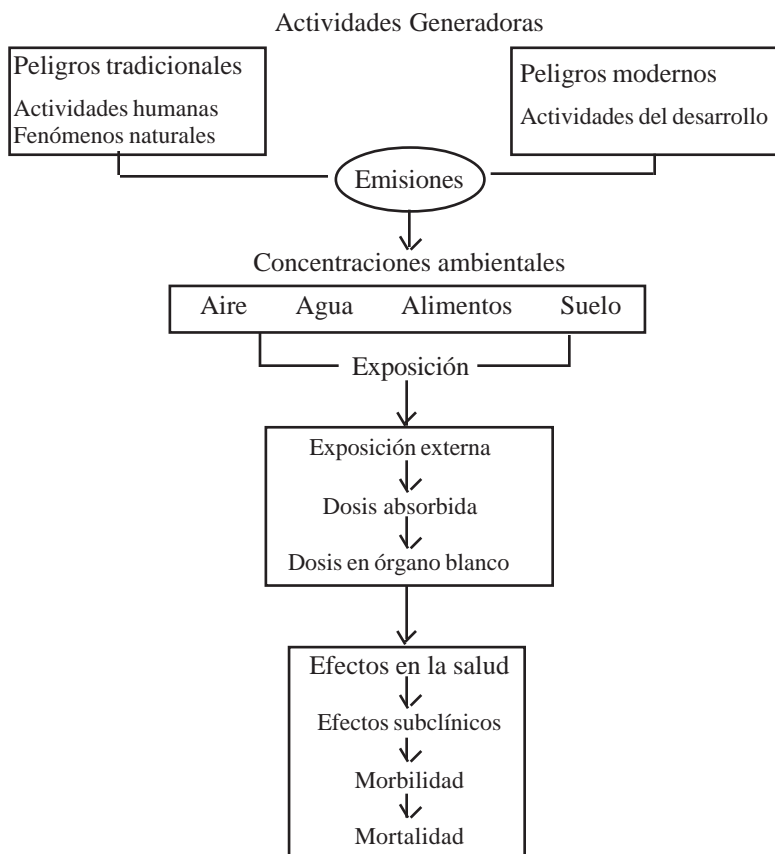 Actividades Generadoras
Peligros tradicionales
Actividades humanas
Fenómenos naturales
Peligros modernos
Actividades del desarrollo
Emisiones
Concentraciones ambientales
Aire Agua Alimentos Suelo
Exposición
Exposición externa
Dosis absorbida
Dosis en órgano blanco
Efectos en la salud
Efectos subclínicos
Morbilidad
Mortalidad